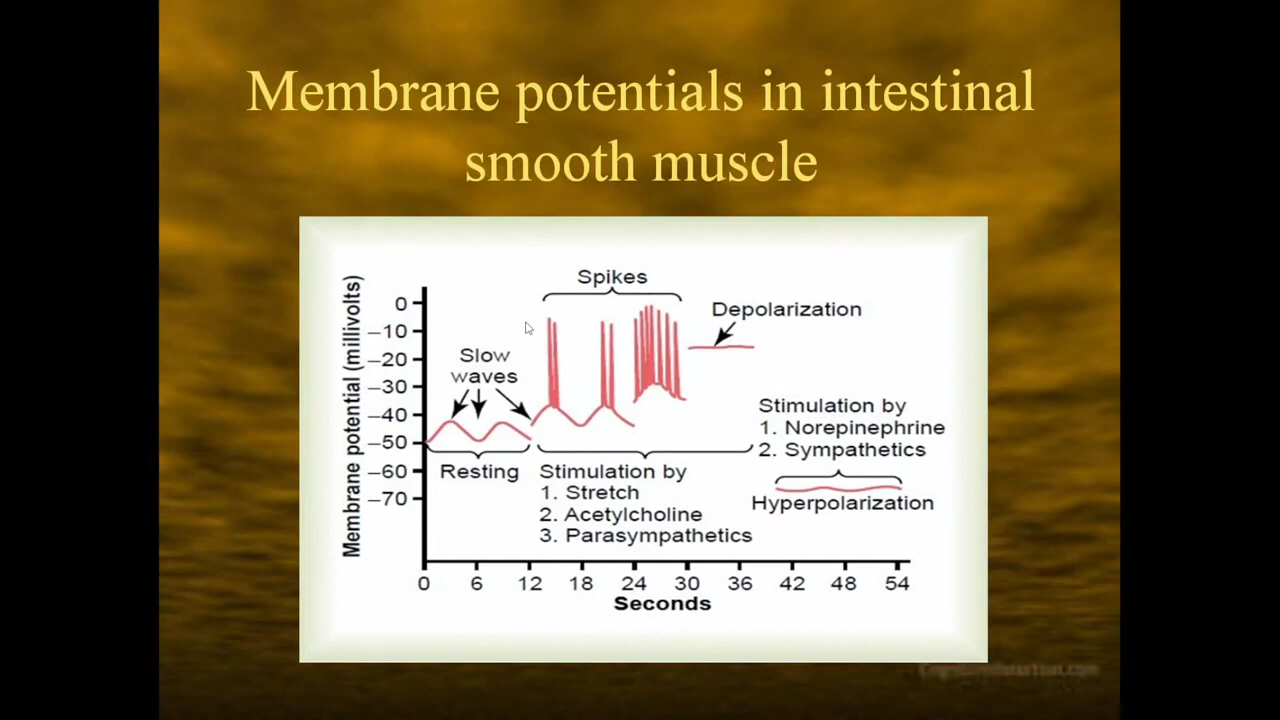 Membrane potentials in intestinal
smooth muscle
Membrane potential (millivolts)
0
–10
–20
–30
–40
–50
–60
–70
Slow
waves
Spikes
Depolarization
Resting
Stimulation by
1. Stretch
2. Acetylcholine
3. Parasympathetics
Stimulation by
1. Norepinephrine
2. Sympathetics
Hyperpolarization
0 6 12 18 24 30 36 42 48 54
Seconds